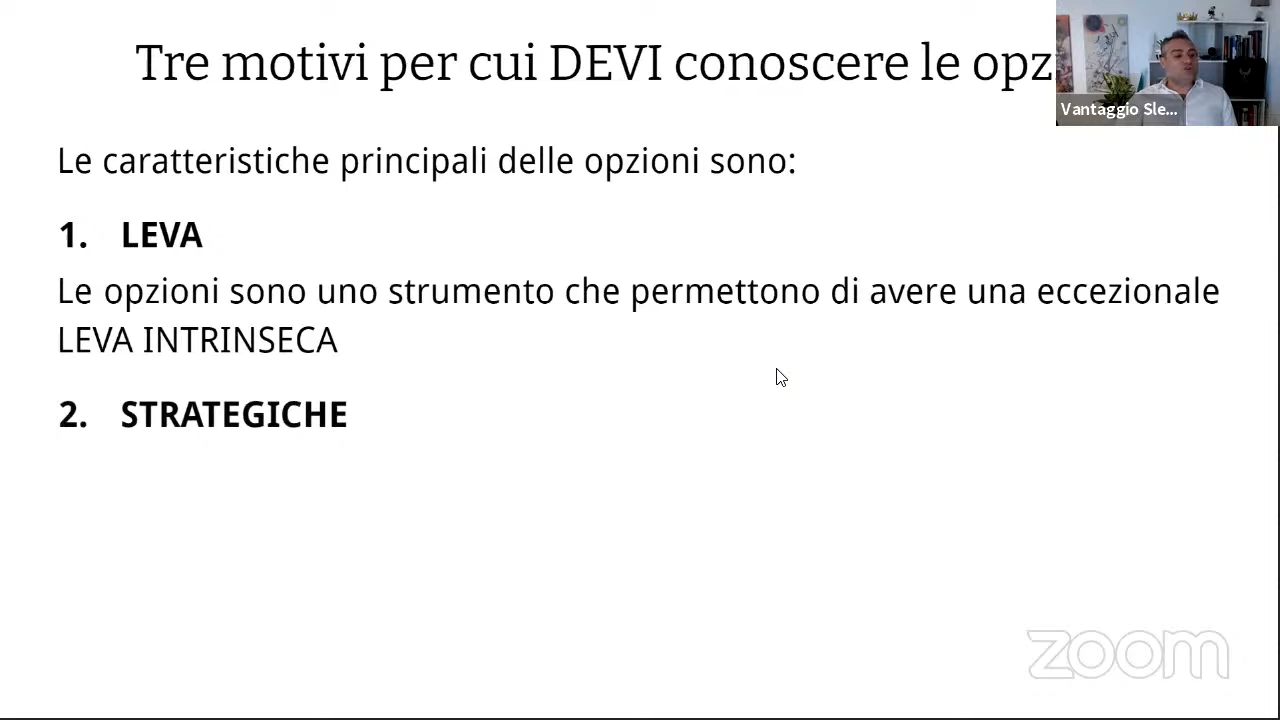 Tre motivi per cui DEVI conoscere le opz
Vantaggio Sle...
Le caratteristiche principali delle opzioni sono:
1. LEVA
Le opzioni sono uno strumento che permettono di avere una eccezionale
LEVA INTRINSECA
2. STRATEGICHE
zoom